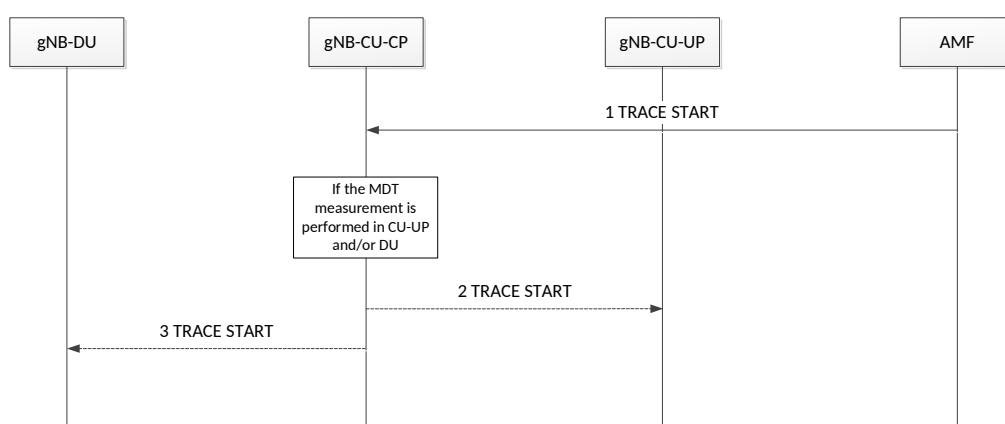 gNB-DU
gNB-CU-CP
gNB-CU-UP
AMF
1 TRACE START
If the MDT
measurement is
performed in CU-UP
and/or DU
2 TRACE START
3 TRACE START